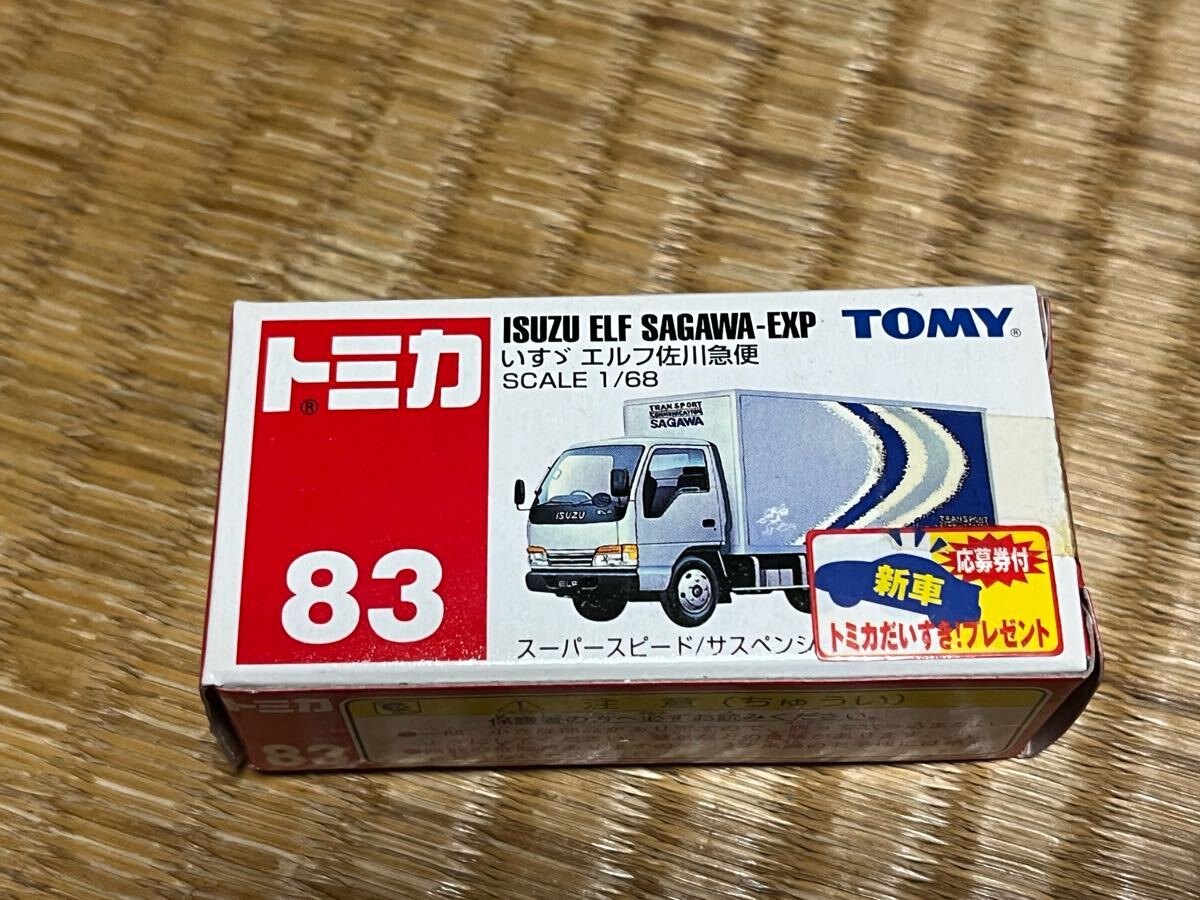 トミカ®
83
ISUZU ELF SAGAWA-EXP
いすゞ エルフ佐川急便
SCALE 1/68
TOMY®
TRANSPORT
COMMUNICATION
SAGAWA
ISUZU
ELF
TRANSPORT
スーパースピード/サスペンシ
応募券付
新車
トミカだいすき!プレゼント
トミカ
83
注意(ちゅうい)
保護者の方へ必ずお読みください。